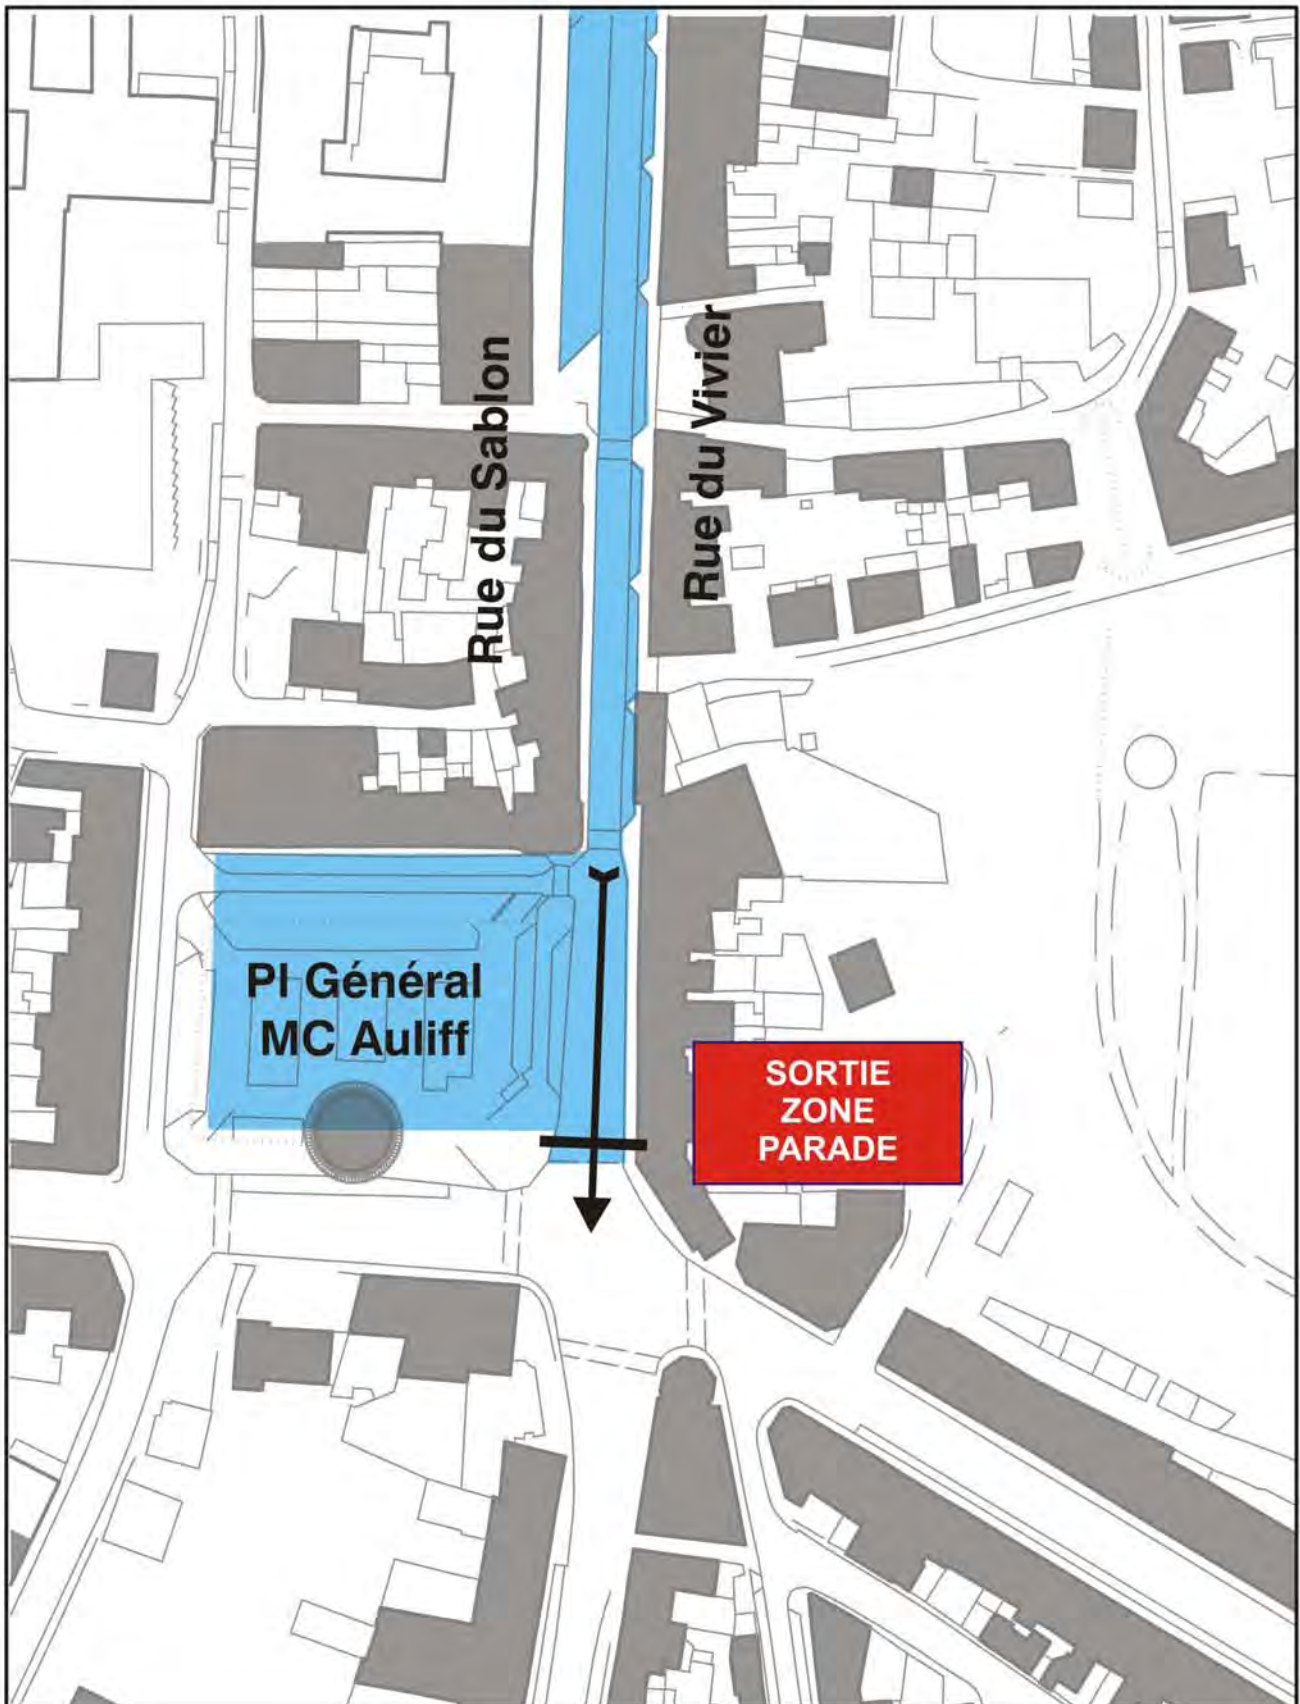 Rue du Sablon
Rue du Vivier
Pl Général
MC Auliff
SORTIE
ZONE
PARADE